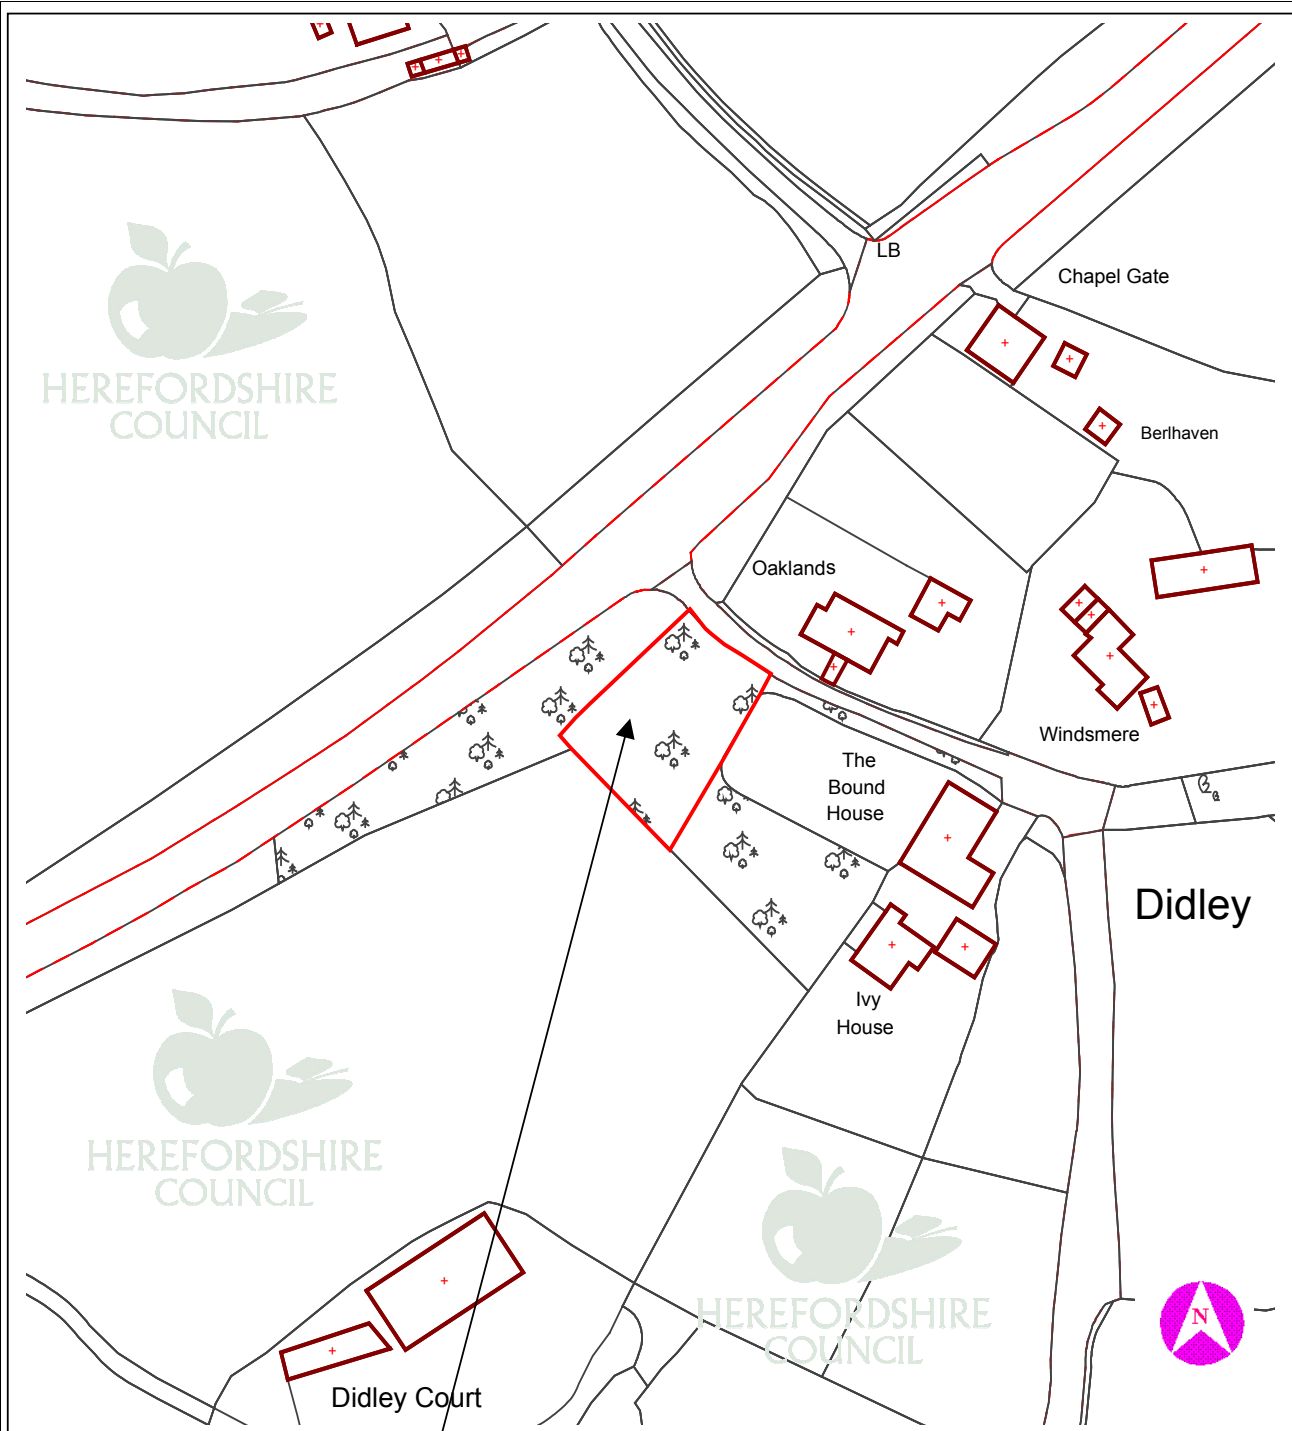 LB
Chapel Gate
HEREFORDSHIRE
COUNCIL
Berlhaven
Oaklands
Windsmere
The
Bound
House
Didley
Ivy
House
HEREFORDSHIRE
COUNCIL
HEREFORDSHIRE
COUNCIL
N
Didley Court